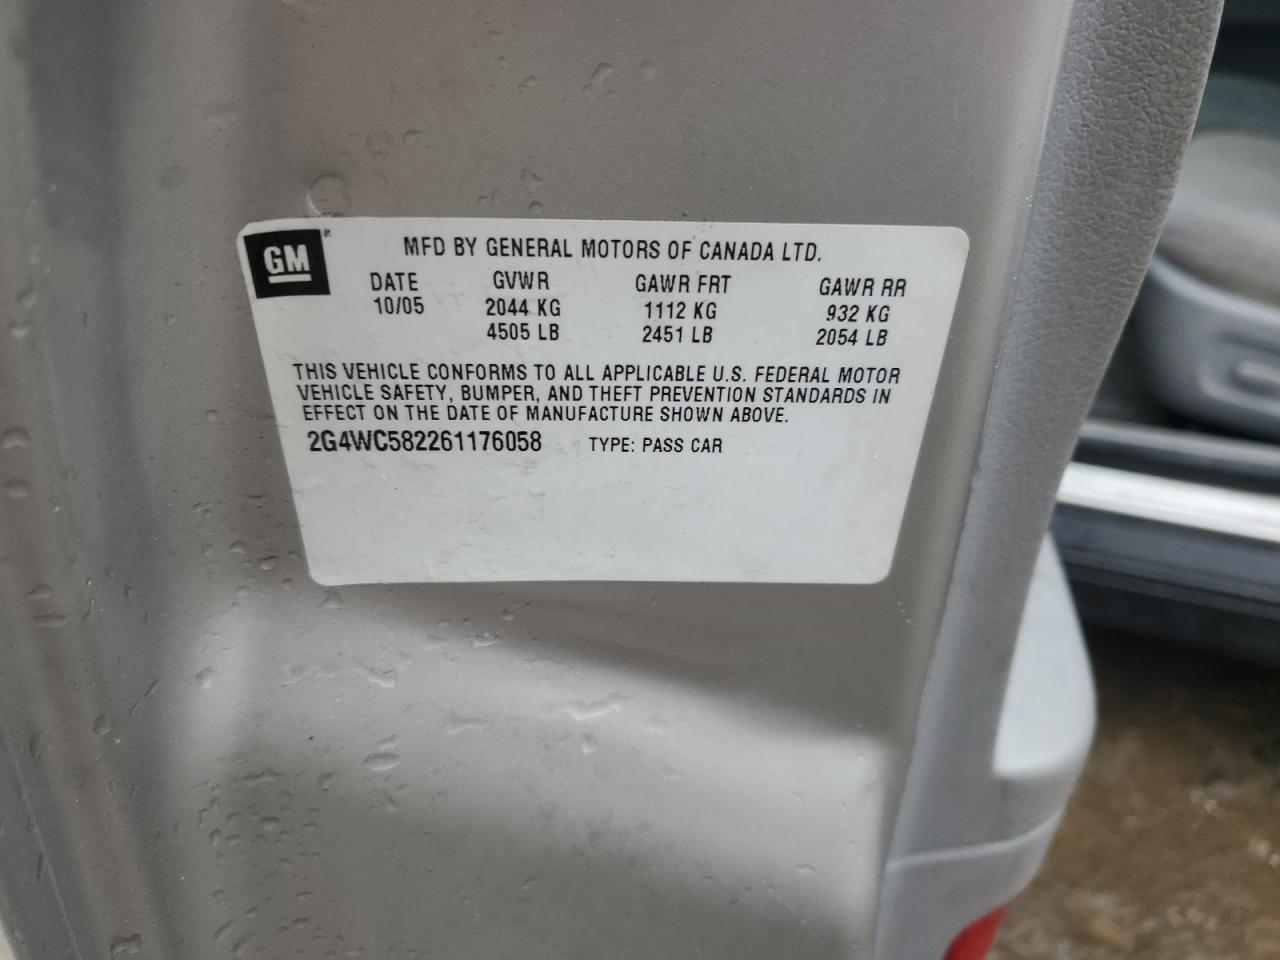 GM® MFD BY GENERAL MOTORS OF CANADA LTD.
DATE GVWR GAWR FRT GAWR RR
10/05 2044 KG 1112 KG 932 KG
4505 LB 2451 LB 2054 LB
THIS VEHICLE CONFORMS TO ALL APPLICABLE U.S. FEDERAL MOTOR
VEHICLE SAFETY, BUMPER, AND THEFT PREVENTION STANDARDS IN
EFFECT ON THE DATE OF MANUFACTURE SHOWN ABOVE.
2G4WC582261176058 TYPE: PASS CAR